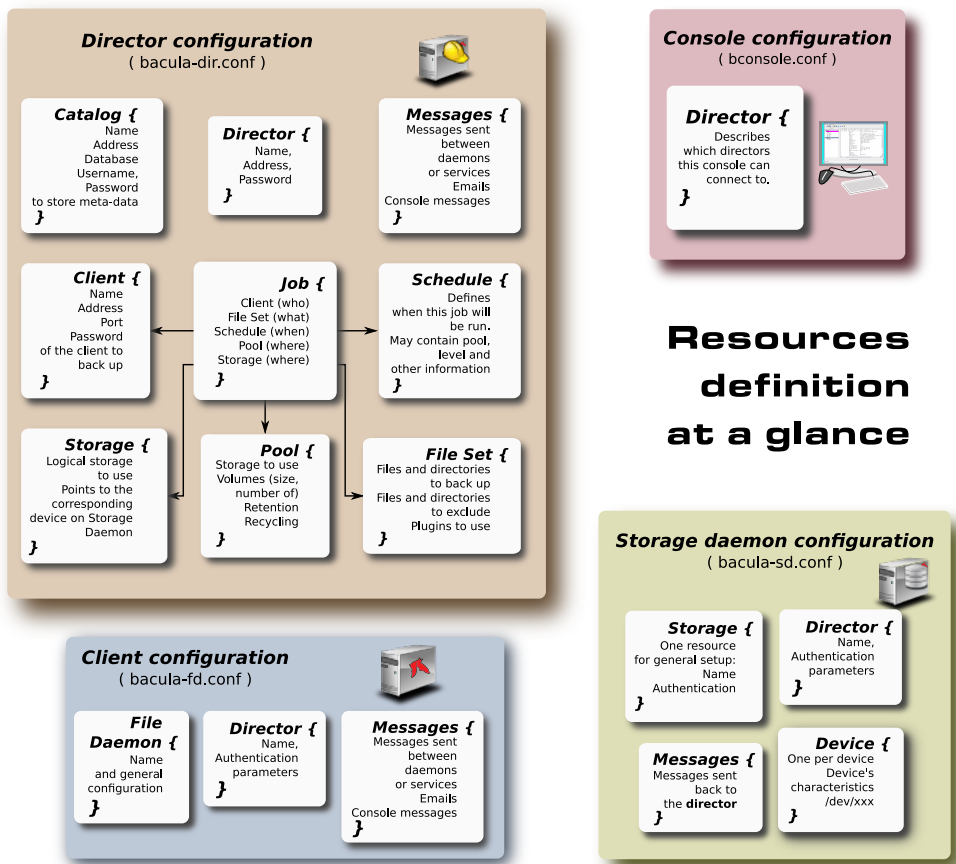 Director configuration
( bacula-dir.conf )
Catalog {
Name
Address
Database
Username,
Password
to store meta-data
}
Director {
Name,
Address,
Password
}
Messages {
Messages sent
between
daemons
or services
Emails
Console messages
}
Client {
Name
Address
Port
Password
of the client to
back up
}
Job {
Client (who)
File Set (what)
Schedule (when)
Pool (where)
Storage (where)
}
Schedule {
Defines
when this job will
be run.
May contain pool,
level and
other information
}
Storage {
Logical storage
to use
Points to the
corresponding
device on Storage
Daemon
}
Pool {
Storage to use
Volumes (size,
number of)
Retention
Recycling
}
File Set {
Files and directories
to back up
Files and directories
to exclude
Plugins to use
}
Console configuration
( bconsole.conf )
Director {
Describes
which directors
this console can
connect to.
}
Resources
definition
at a glance
Client configuration
( bacula-fd.conf )
File
Daemon {
Name
and general
configuration
}
Director {
Name,
Authentication
parameters
}
Messages {
Messages sent
between
daemons
or services
Emails
Console messages
}
Storage daemon configuration
( bacula-sd.conf )
Storage {
One resource
for general setup:
Name
Authentication
}
Director {
Name,
Authentication
parameters
}
Messages {
Messages sent
back to
the director
}
Device {
One per device
Device's
characteristics
/dev/xxx
}